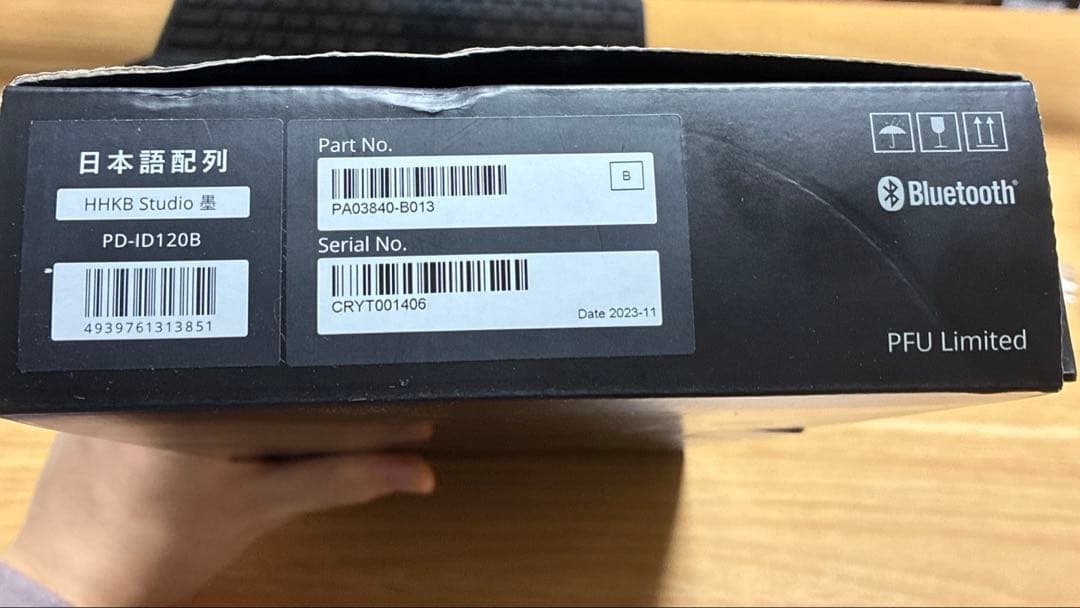 日本語配列
HHKB Studio 墨
PD-ID120B
4939761313851
Part No.
PA03840-B013
B
Serial No.
CRYT001406
Date 2023-11
Bluetooth®
PFU Limited